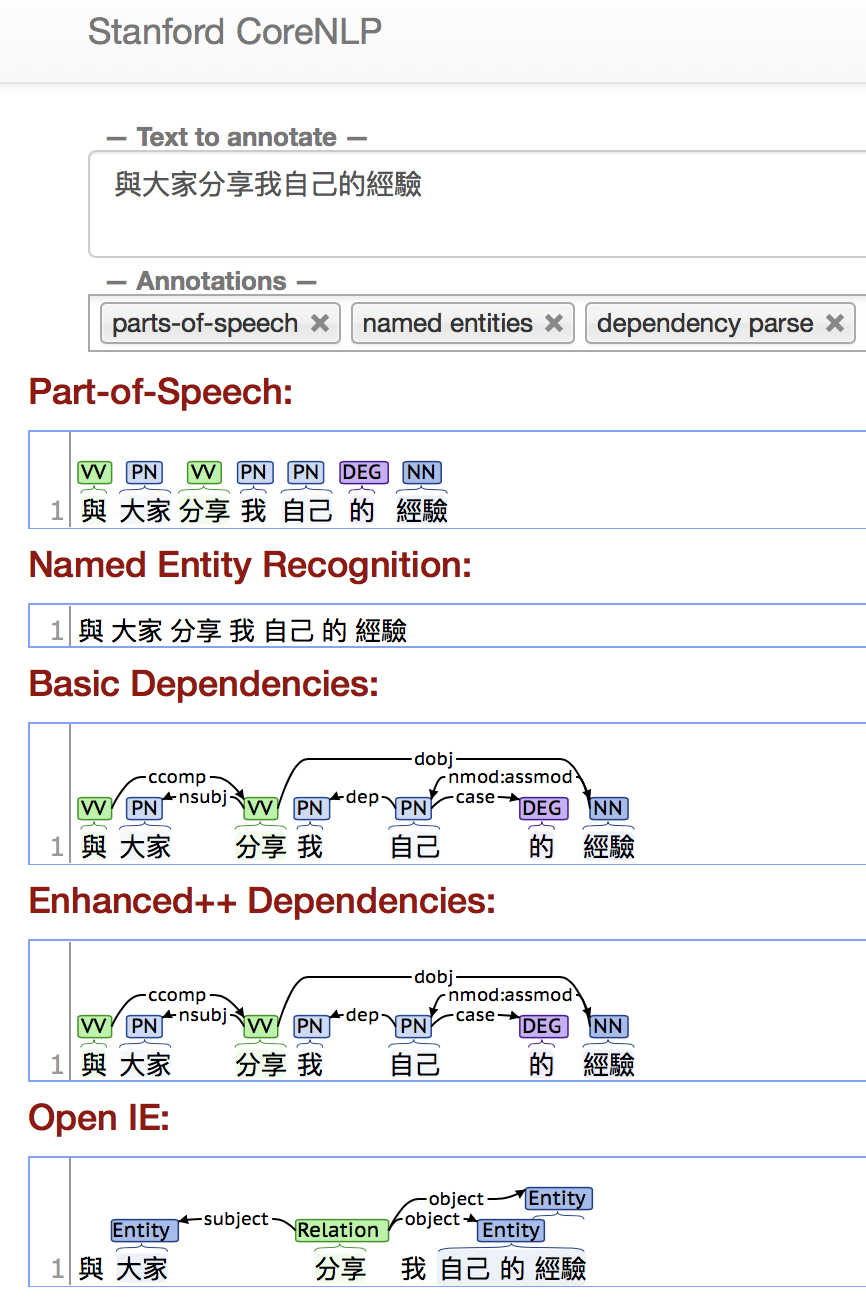 Stanford CoreNLP
— Text to annotate —
與大家分享我自己的經驗
— Annotations —
parts-of-speech ✖ named entities ✖ dependency parse ✖
Part-of-Speech:
VV PN VV PN PN DEG NN
1 與 大家 分享 我 自己 的 經驗
Named Entity Recognition:
1 與 大家 分享 我 自己 的 經驗
Basic Dependencies:
dobj
ccomp nmod:assmod
nsubj dep case
VV PN VV PN PN DEG NN
1 與 大家 分享 我 自己 的 經驗
Enhanced++ Dependencies:
dobj
ccomp nmod:assmod
nsubj dep case
VV PN VV PN PN DEG NN
1 與 大家 分享 我 自己 的 經驗
Open IE:
object Entity
subject object
Entity Relation Entity
1 與 大家 分享 我 自己 的 經驗